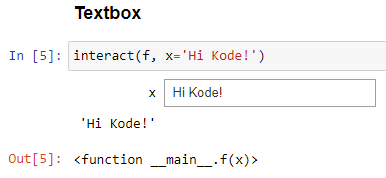 Textbox
In [5]: interact(f, x='Hi Kode!')
x Hi Kode!
'Hi Kode!'
Out[5]: <function __main__.f(x)>